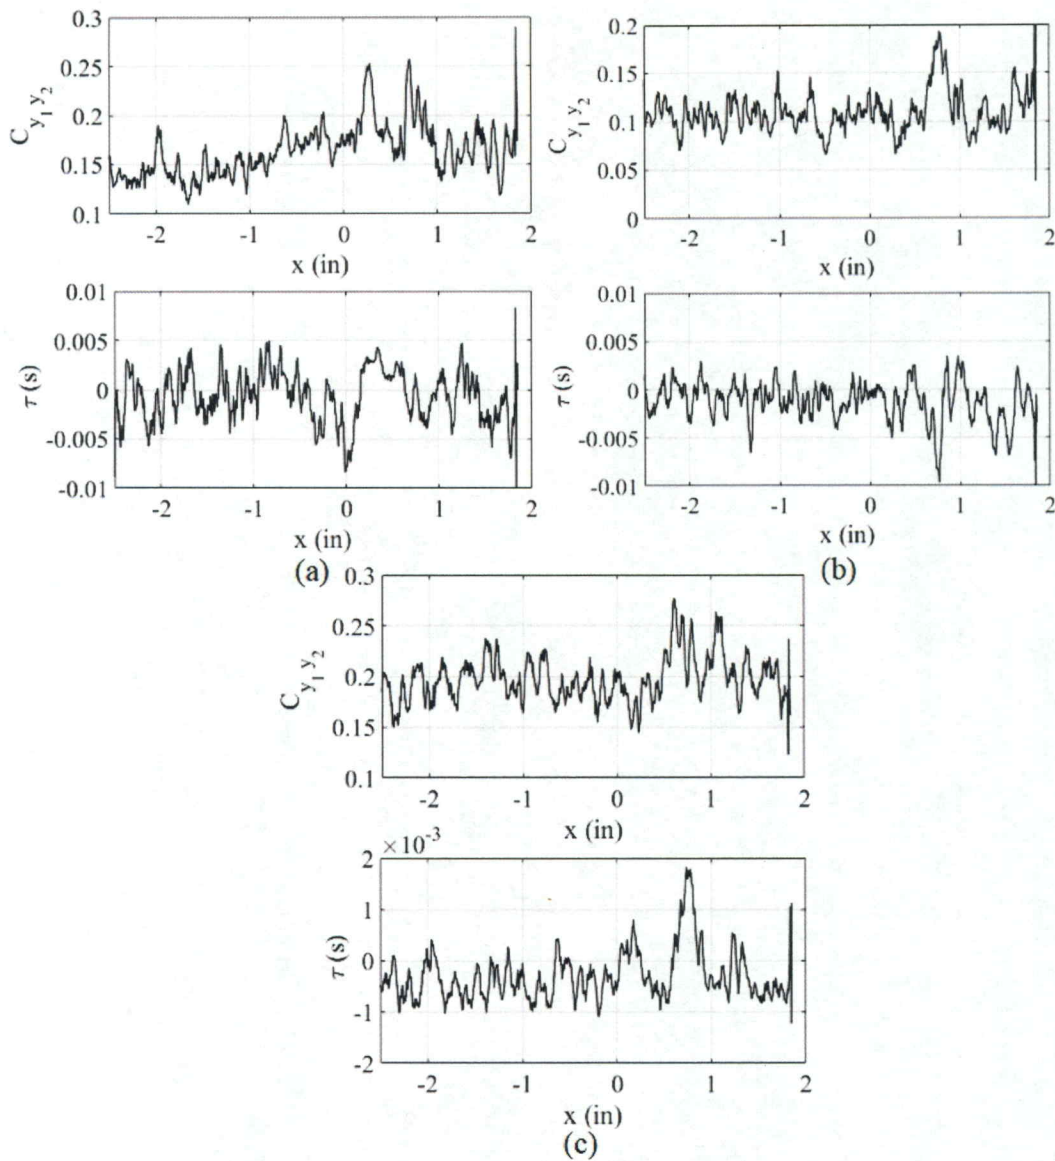 0.3
0.25
0.2
0.15
0.1
C_{y_1 y_2}
-2 -1 0 1 2
x (in)
0.01
0.005
0
-0.005
-0.01
τ (s)
-2 -1 0 1 2
x (in)
(a)
0.2
0.15
0.1
0.05
0
C_{y_1 y_2}
-2 -1 0 1 2
x (in)
0.01
0.005
0
-0.005
-0.01
τ (s)
-2 -1 0 1 2
x (in)
(b)
0.3
0.25
0.2
0.15
0.1
C_{y_1 y_2}
-2 -1 0 1 2
x (in)
×10^{-3}
2
1
0
-1
-2
τ (s)
-2 -1 0 1 2
x (in)
(c)